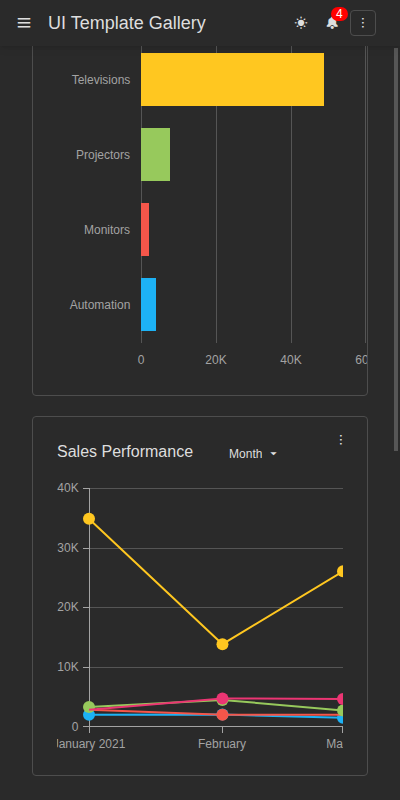 UI Template Gallery
4
Televisions
Projectors
Monitors
Automation
0 20K 40K 60
Sales Performance
Month
40K
30K
20K
10K
0
anuary 2021 February Ma